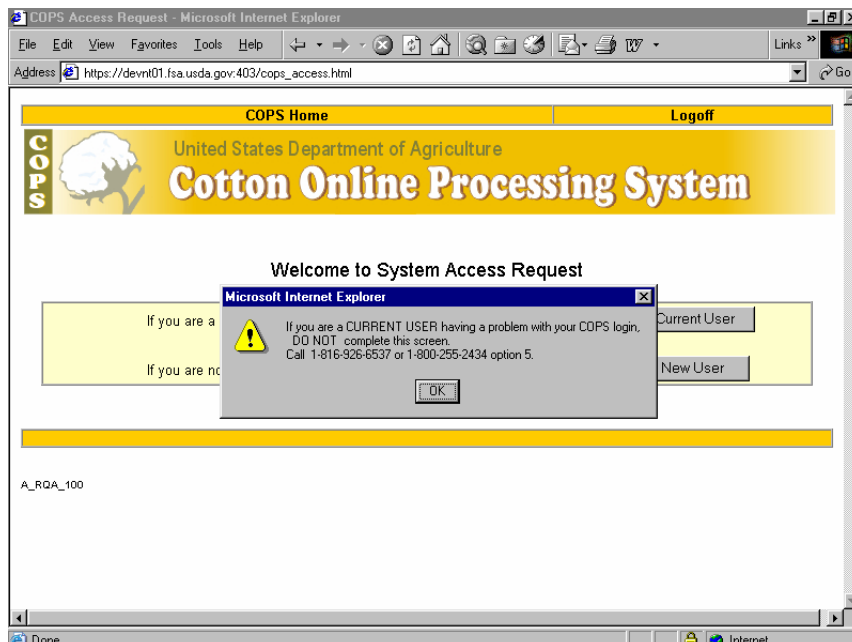 COPS Access Request - Microsoft Internet Explorer
File Edit View Favorites Tools Help
Links »
Address https://devnt01.fsa.usda.gov:403/cops_access.html Go
COPS Home Logoff
COPS
United States Department of Agriculture
Cotton Online Processing System
Welcome to System Access Request
Microsoft Internet Explorer
If you are a CURRENT USER having a problem with your COPS login,
DO NOT complete this screen.
Call 1-816-926-6537 or 1-800-255-2434 option 5.
OK
If you are a Current User
If you are no New User
A_RQA_100
Done Internet